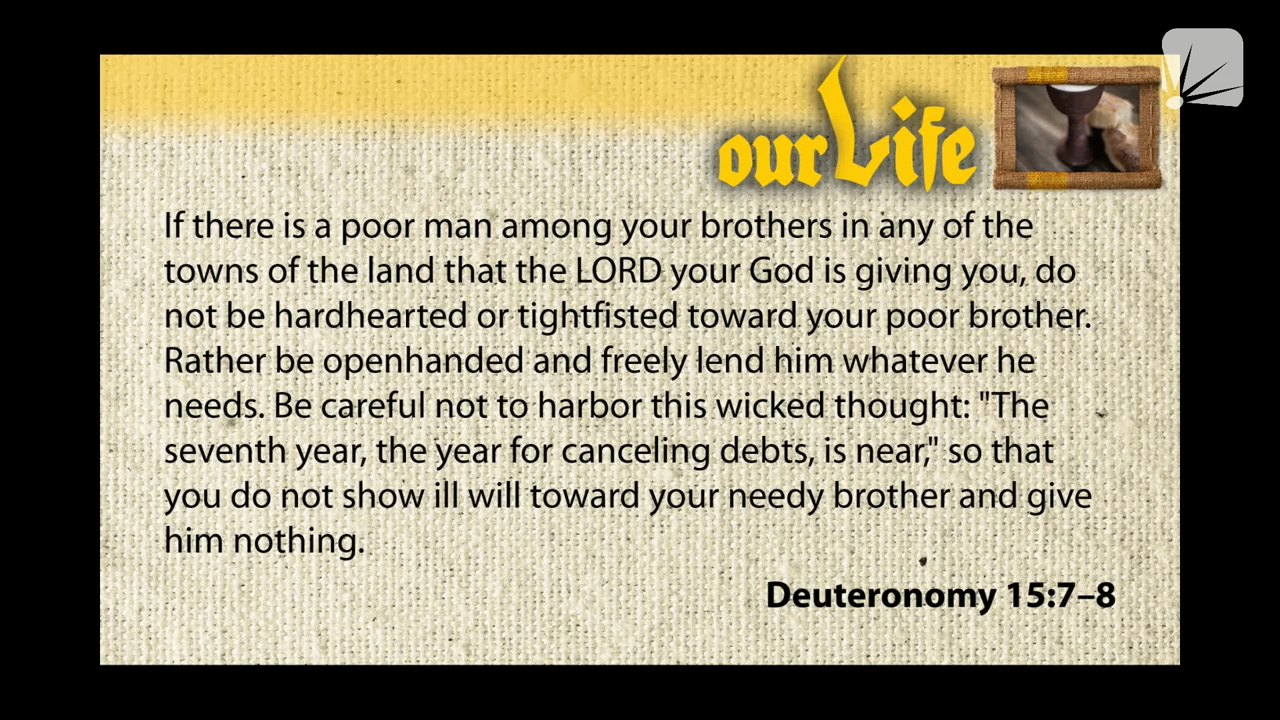 our Life
If there is a poor man among your brothers in any of the
towns of the land that the LORD your God is giving you, do
not be hardhearted or tightfisted toward your poor brother.
Rather be openhanded and freely lend him whatever he
needs. Be careful not to harbor this wicked thought: "The
seventh year, the year for canceling debts, is near," so that
you do not show ill will toward your needy brother and give
him nothing.
Deuteronomy 15:7–8